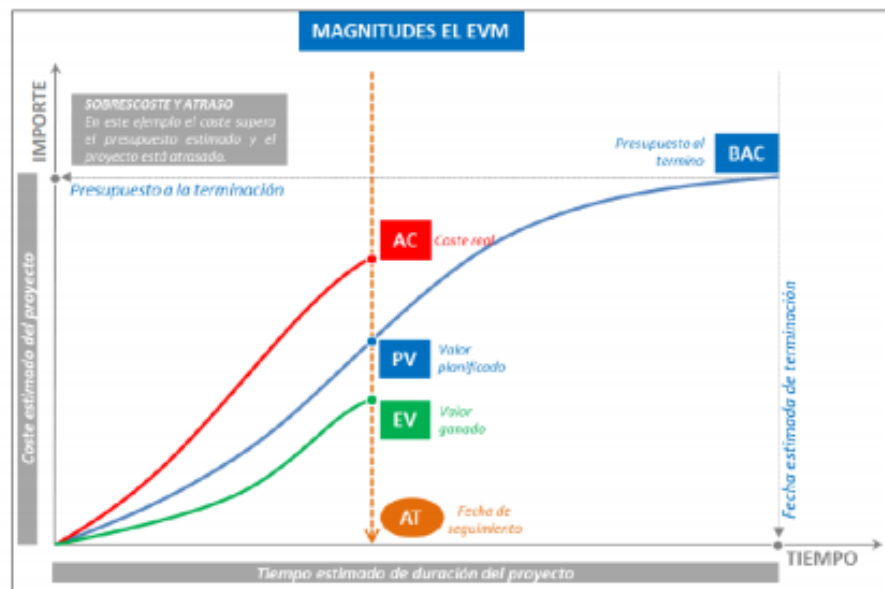 MAGNITUDES EL EVM
IMPORTE
SOBRESCOSTE Y ATRASO
En este ejemplo el coste supera
el presupuesto estimado y el
proyecto está atrasado.
Presupuesto al
termino
BAC
Presupuesto a la terminación
AC
Coste real
Coste estimado del proyecto
PV
Valor
planificado
EV
Valor
ganado
Fecha estimada de terminación
AT
Fecha de
seguimiento
TIEMPO
Tiempo estimado de duración del proyecto